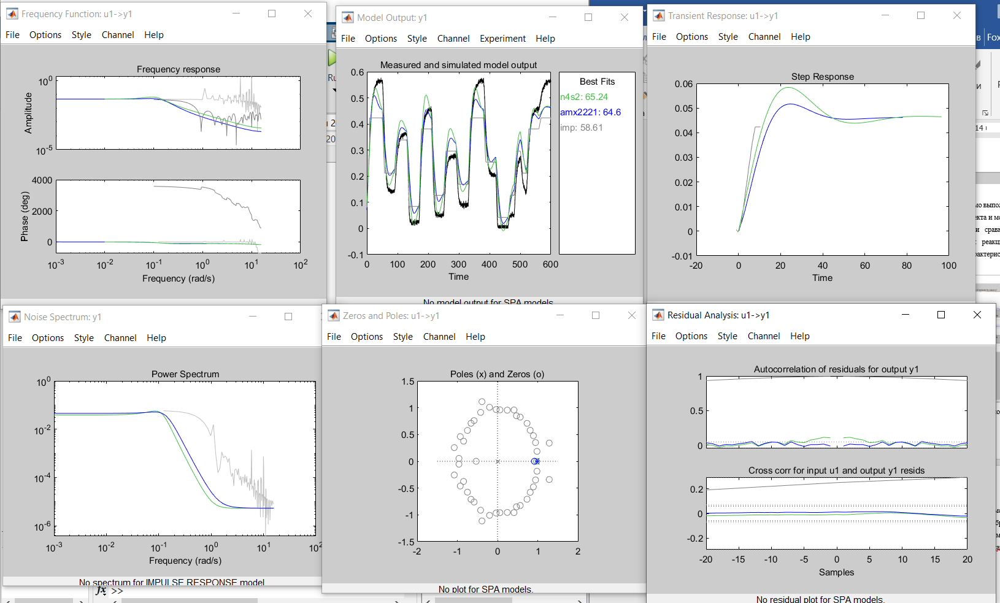 Frequency Function: u1->y1
File Options Style Channel Help
Frequency response
10^0
Amplitude
10^-5
4000
2000
0
Phase (deg)
10^-3 10^-2 10^-1 10^0 10^1 10^2
Frequency (rad/s)
Model Output: y1
File Options Style Channel Experiment Help
Measured and simulated model output
0.6
0.5
0.4
0.3
0.2
0.1
0
-0.1
0 100 200 300 400 500 600
Time
Best Fits
n4s2: 65.24
amx2221: 64.6
imp: 58.61
No model output for SPA models.
Transient Response: u1->y1
File Options Style Channel Help
Step Response
0.06
0.05
0.04
0.03
0.02
0.01
0
-0.01
-20 0 20 40 60 80 100
Time
Noise Spectrum: y1
File Options Style Channel Help
Power Spectrum
10^0
10^-2
10^-4
10^-6
10^-3 10^-2 10^-1 10^0 10^1 10^2
Frequency (rad/s)
No spectrum for IMPULSE RESPONSE model
Zeros and Poles: u1->y1
File Options Style Channel Help
Poles (x) and Zeros (o)
1.5
1
0.5
0
-0.5
-1
-1.5
-2 -1 0 1 2
No plot for SPA models.
Residual Analysis: u1->y1
File Options Style Channel Help
Autocorrelation of residuals for output y1
1
0.5
0
Cross corr for input u1 and output y1 resids
0.2
0
-0.2
-20 -15 -10 -5 0 5 10 15 20
Samples
No residual plot for SPA models.
fx >>